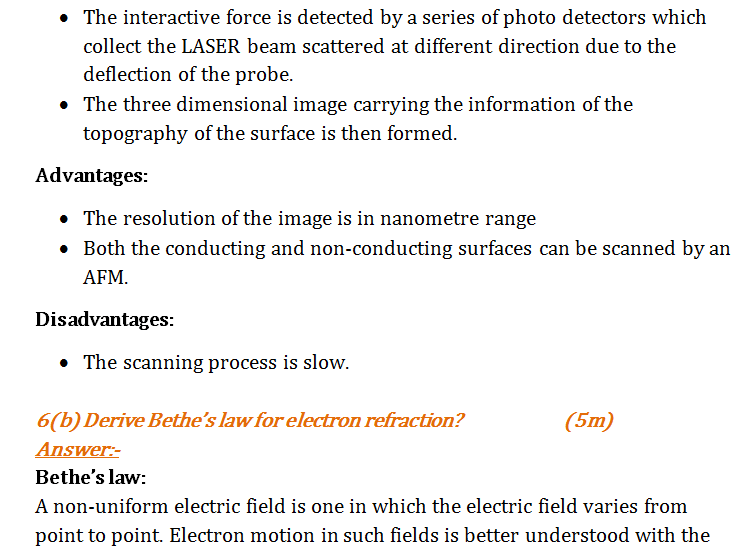 • The interactive force is detected by a series of photo detectors which
collect the LASER beam scattered at different direction due to the
deflection of the probe.
• The three dimensional image carrying the information of the
topography of the surface is then formed.
Advantages:
• The resolution of the image is in nanometre range
• Both the conducting and non-conducting surfaces can be scanned by an
AFM.
Disadvantages:
• The scanning process is slow.
6(b) Derive Bethe's law for electron refraction? (5m)
Answer:-
Bethe's law:
A non-uniform electric field is one in which the electric field varies from
point to point. Electron motion in such fields is better understood with the